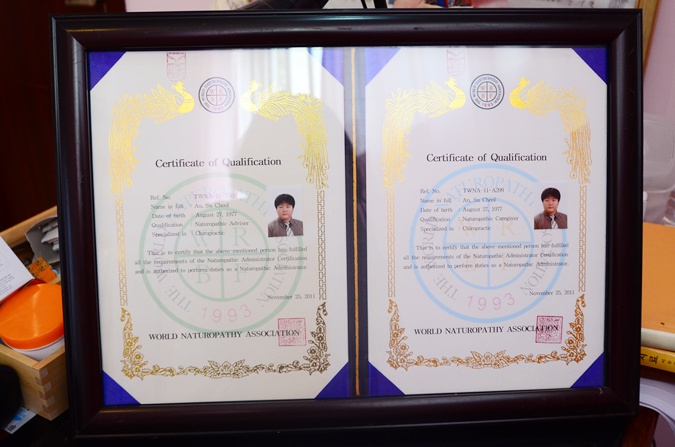 Certificate of Qualification
Ref. No. : TWNA-11-
Name in full : An, Su Cheol
Date of birth : August 27, 1977
Qualification : Naturopathic Adviser
Specialized in : Chiropractic
This is to certify that the above mentioned person has fulfilled
all the requirements of the Naturopathic Administrator Certification
and is authorized to perform duties as a Naturopathic Administrator.
November 25, 2011
1993
WORLD NATUROPATHY ASSOCIATION
Certificate of Qualification
Ref. No. : TWNA-11-A209
Name in full : An, Su Cheol
Date of birth : August 27, 1977
Qualification : Naturopathic Caregiver
Specialized in : Chiropractic
This is to certify that the above mentioned person has fulfilled
all the requirements of the Naturopathic Administrator Certification
and is authorized to perform duties as a Naturopathic Administrator.
November 25, 2011
1993
WORLD NATUROPATHY ASSOCIATION